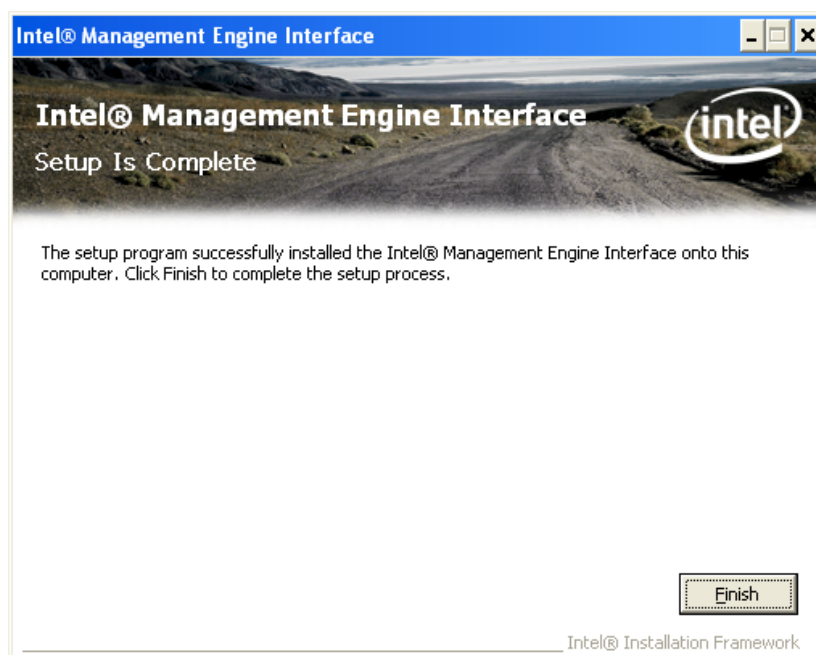 Intel® Management Engine Interface
Intel® Management Engine Interface
intel
Setup Is Complete
The setup program successfully installed the Intel® Management Engine Interface onto this
computer. Click Finish to complete the setup process.
Finish
Intel® Installation Framework